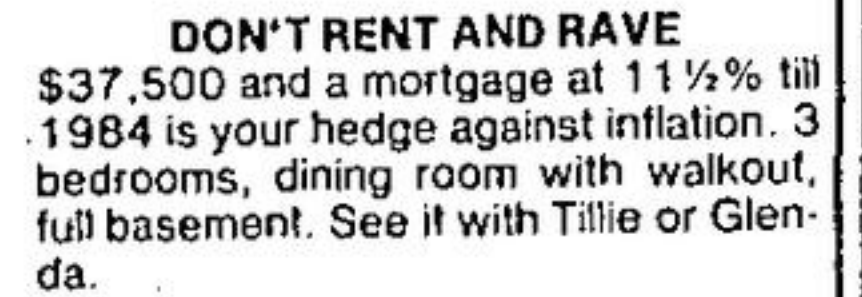 DON'T RENT AND RAVE
$37,500 and a mortgage at 11½% till
1984 is your hedge against inflation. 3
bedrooms, dining room with walkout,
full basement. See it with Tillie or Glen-
da.